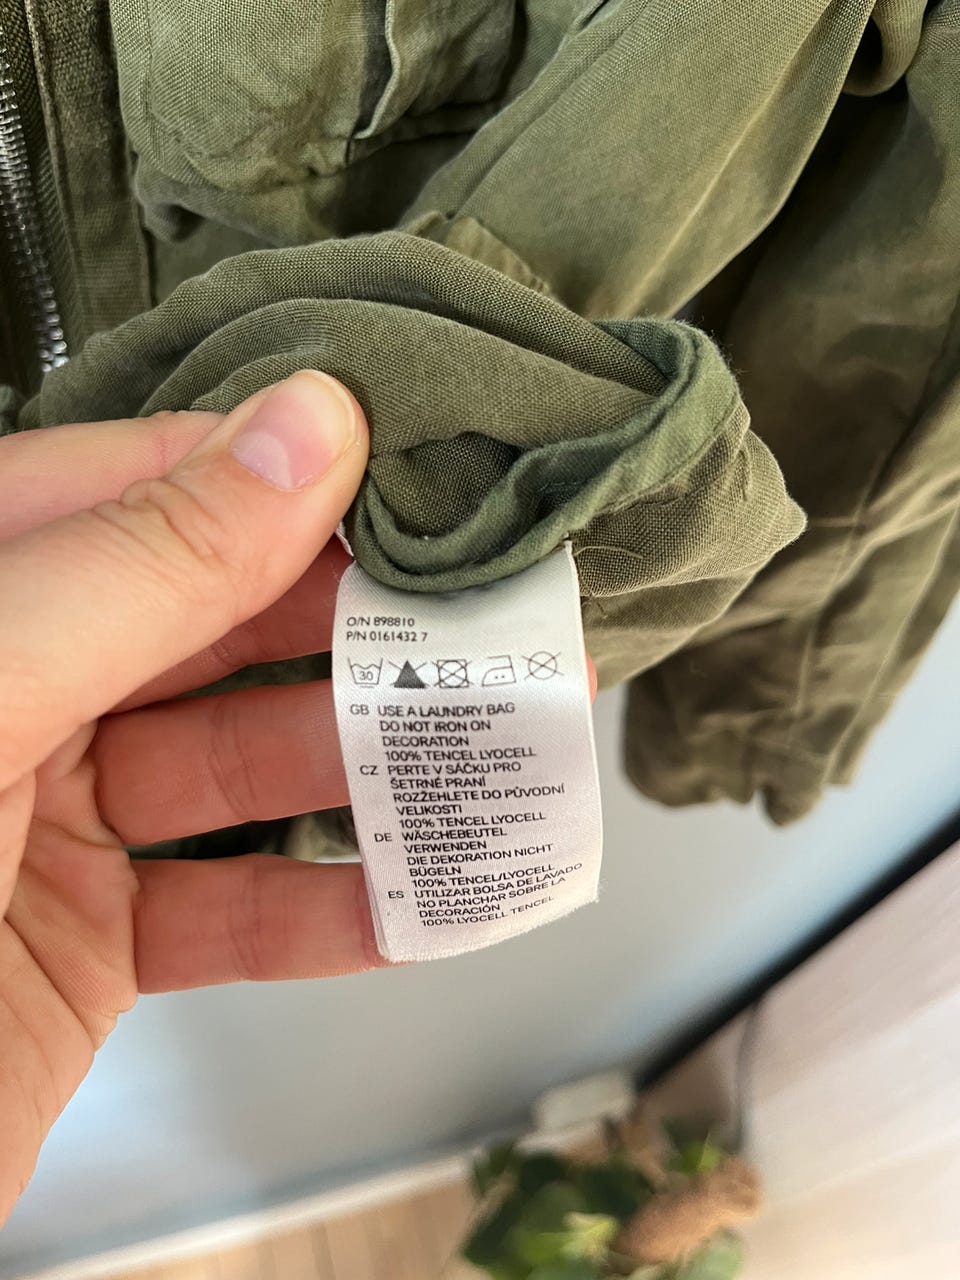 O/N 898810
P/N 0161432 7
30
GB USE A LAUNDRY BAG
DO NOT IRON ON
DECORATION
100% TENCEL LYOCELL
CZ PERTE V SÁČKU PRO
ŠETRNÉ PRANÍ
ROZŽEHLETE DO PŮVODNÍ
VELIKOSTI
100% TENCEL LYOCELL
DE WÄSCHEBEUTEL
VERWENDEN
DIE DEKORATION NICHT
BÜGELN
100% TENCEL/LYOCELL
ES UTILIZAR BOLSA DE LAVADO
NO PLANCHAR SOBRE LA
DECORACIÓN
100% LYOCELL TENCEL